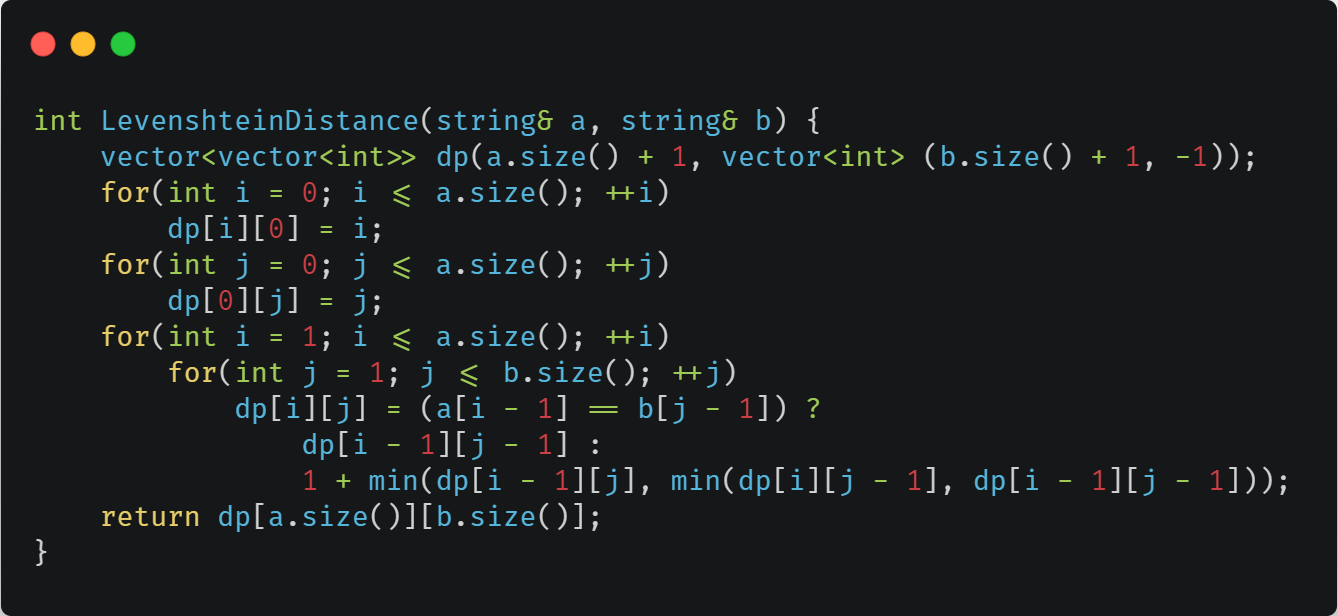 int LevenshteinDistance(string& a, string& b) {
    vector<vector<int>> dp(a.size() + 1, vector<int> (b.size() + 1, -1));
    for(int i = 0; i <= a.size(); ++i)
        dp[i][0] = i;
    for(int j = 0; j <= a.size(); ++j)
        dp[0][j] = j;
    for(int i = 1; i <= a.size(); ++i)
        for(int j = 1; j <= b.size(); ++j)
            dp[i][j] = (a[i - 1] == b[j - 1]) ?
                dp[i - 1][j - 1] :
                1 + min(dp[i - 1][j], min(dp[i][j - 1], dp[i - 1][j - 1]));
    return dp[a.size()][b.size()];
}